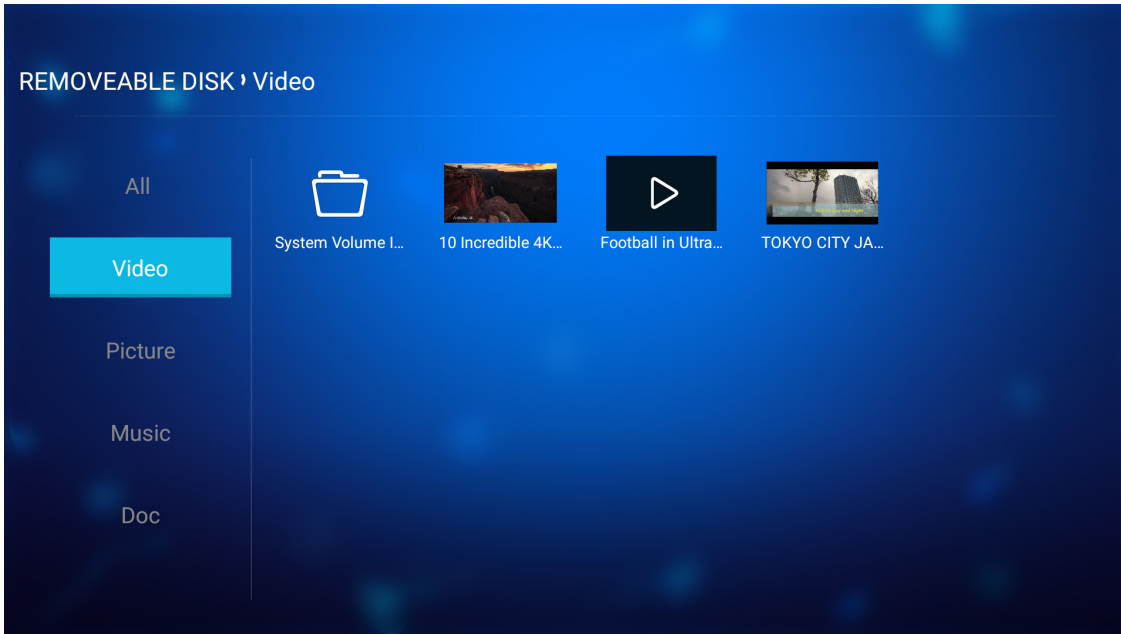 REMOVEABLE DISK Video
All
Video
Picture
Music
Doc
System Volume I...
10 Incredible 4K...
Football in Ultra...
TOKYO CITY JA...